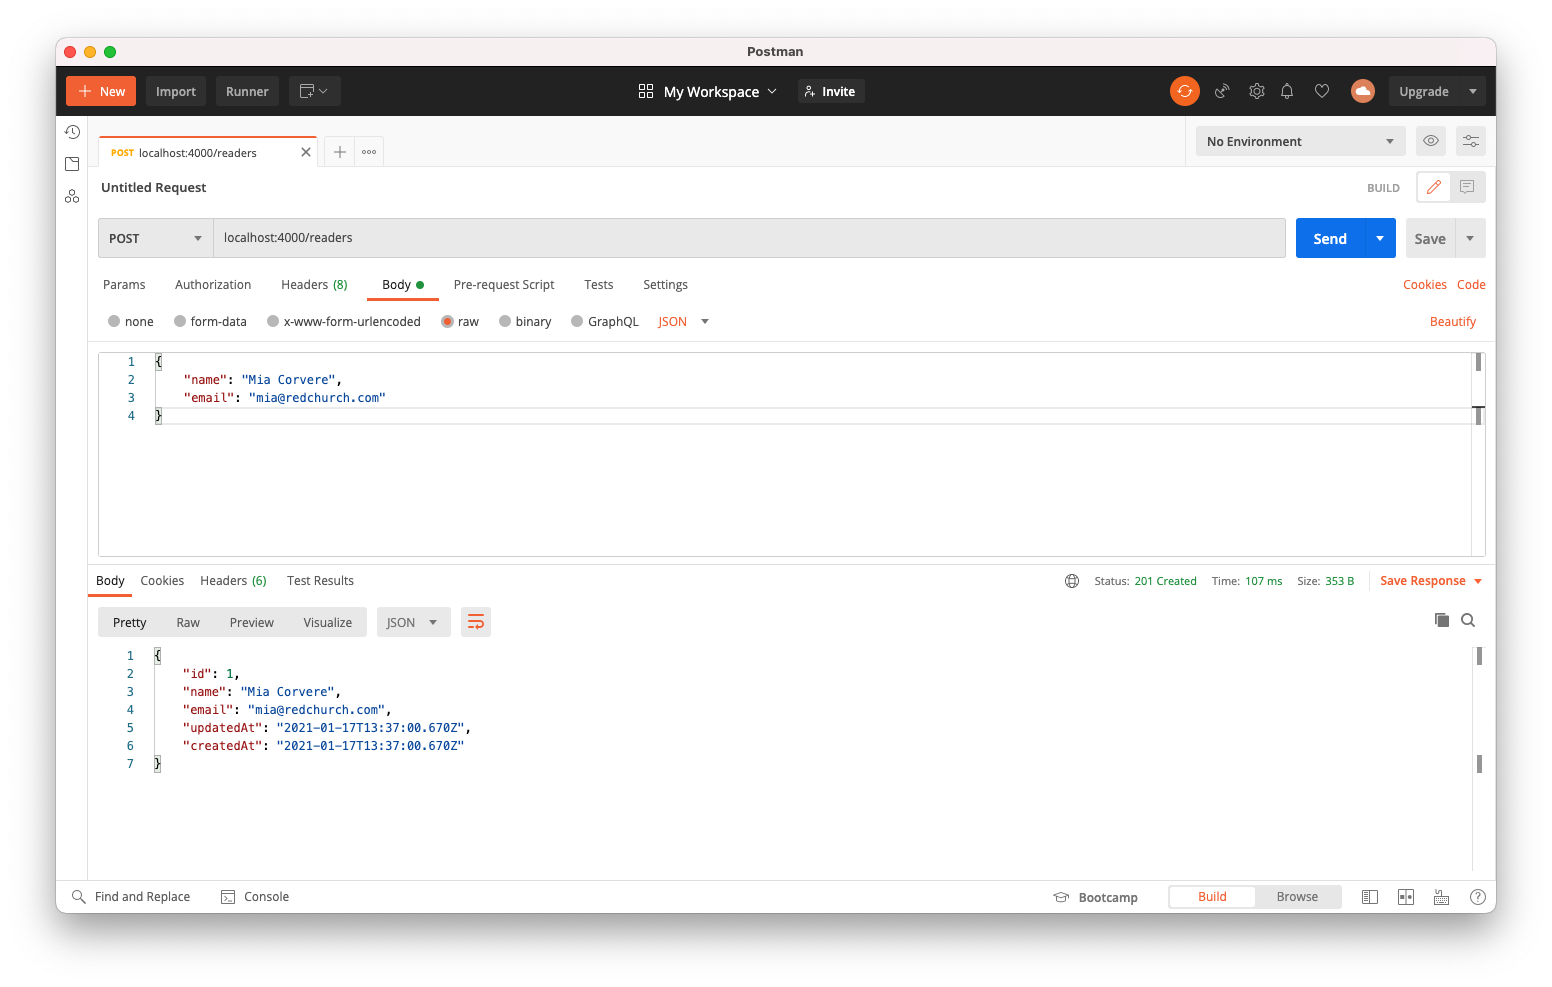 Postman
New Import Runner My Workspace Invite Upgrade
POST localhost:4000/readers No Environment
Untitled Request BUILD
POST localhost:4000/readers Send Save
Params Authorization Headers (8) Body Pre-request Script Tests Settings Cookies Code
none form-data x-www-form-urlencoded raw binary GraphQL JSON Beautify
1 {
2 "name": "Mia Corvere",
3 "email": "mia@redchurch.com"
4 }
Body Cookies Headers (6) Test Results Status: 201 Created Time: 107 ms Size: 353 B Save Response
Pretty Raw Preview Visualize JSON
1 {
2 "id": 1,
3 "name": "Mia Corvere",
4 "email": "mia@redchurch.com",
5 "updatedAt": "2021-01-17T13:37:00.670Z",
6 "createdAt": "2021-01-17T13:37:00.670Z"
7 }
Find and Replace Console Bootcamp Build Browse